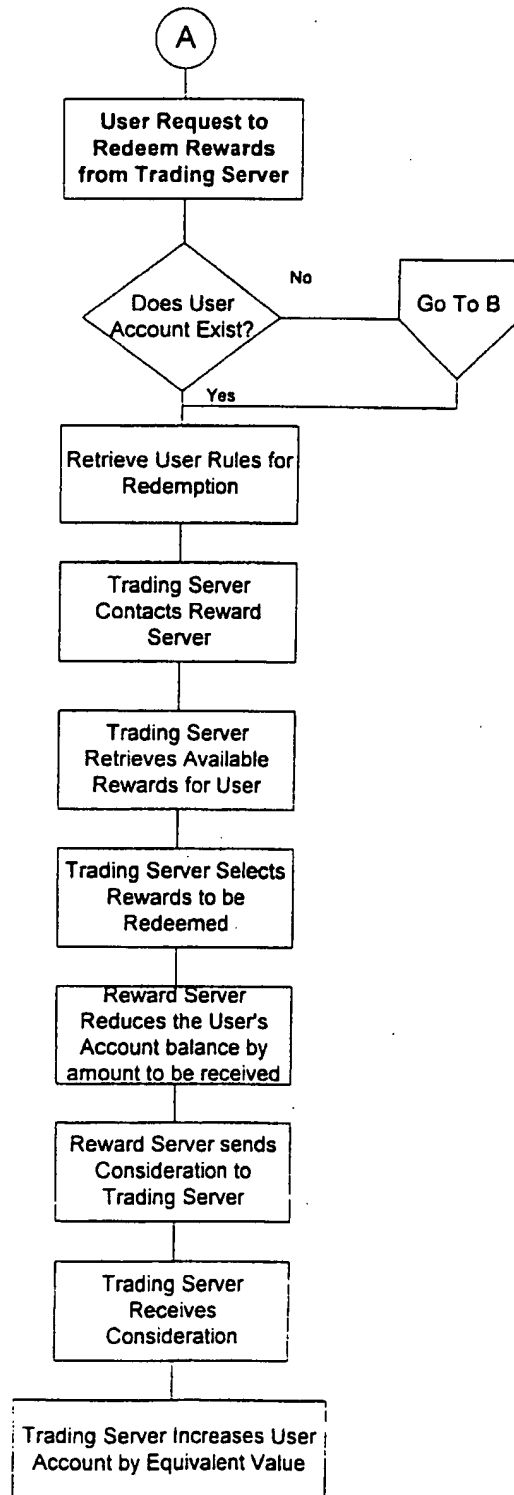 A
User Request to
Redeem Rewards
from Trading Server
Does User
Account Exist?
No
Go To B
Yes
Retrieve User Rules for
Redemption
Trading Server
Contacts Reward
Server
Trading Server
Retrieves Available
Rewards for User
Trading Server Selects
Rewards to be
Redeemed
Reward Server
Reduces the User's
Account balance by
amount to be received
Reward Server sends
Consideration to
Trading Server
Trading Server
Receives
Consideration
Trading Server Increases User
Account by Equivalent Value